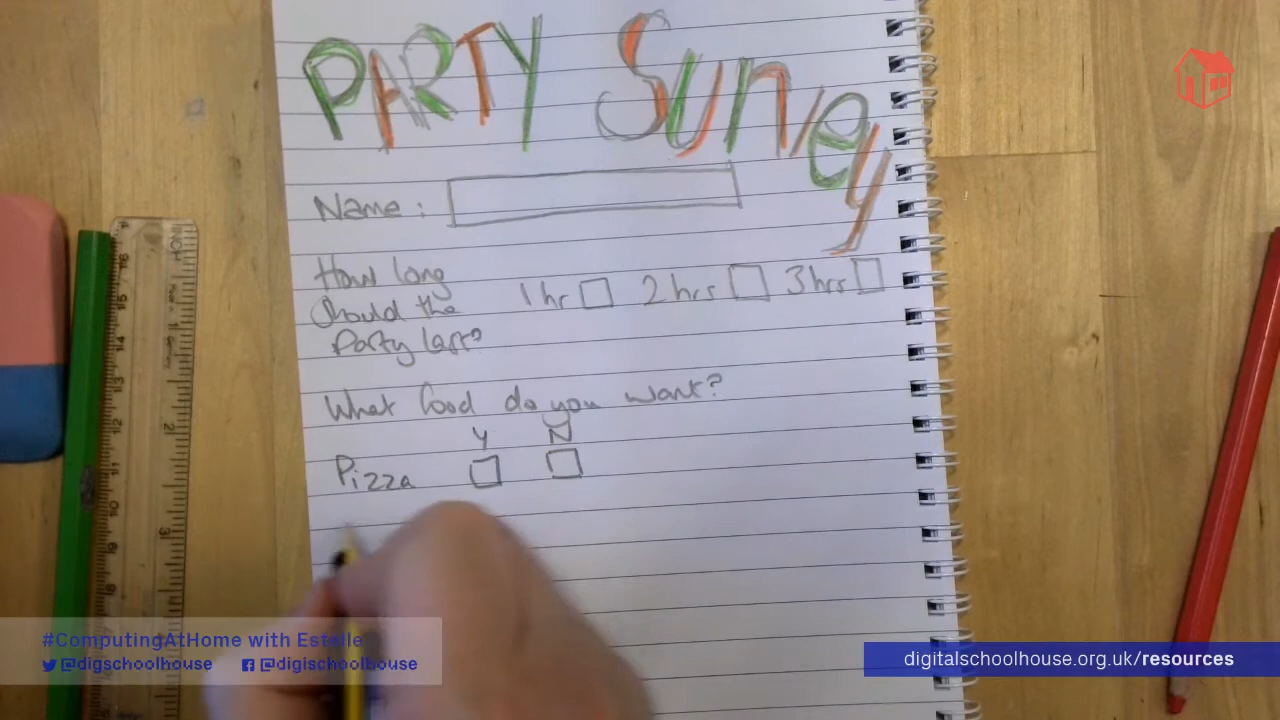 PARTY Survey
Name:
How long
Should the
Party last?
1 hr 2 hrs 3 hrs
What food do you want?
Y N
Pizza
#ComputingAtHome with Estelle
@digschoolhouse @digischoolhouse
digitalschoolhouse.org.uk/resources